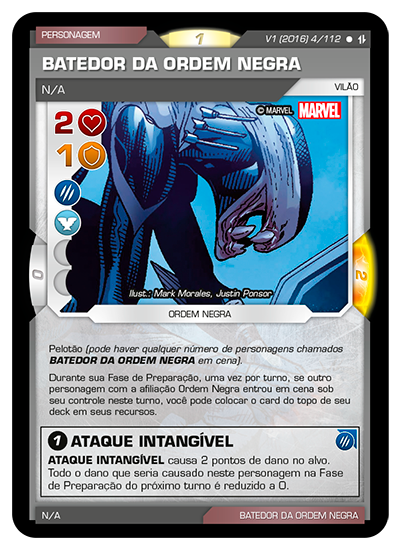 PERSONAGEM
1
V1 (2016) 4/112
BATEDOR DA ORDEM NEGRA
N/A
VILÃO
© MARVEL
MARVEL
2
1
0
2
Ilust.: Mark Morales, Justin Ponsor
ORDEM NEGRA
Pelotão (pode haver qualquer número de personagens chamados
BATEDOR DA ORDEM NEGRA em cena).
Durante sua Fase de Preparação, uma vez por turno, se outro
personagem com a afiliação Ordem Negra entrou em cena sob
seu controle neste turno, você pode colocar o card do topo de seu
deck em seus recursos.
1 ATAQUE INTANGÍVEL
ATAQUE INTANGÍVEL causa 2 pontos de dano no alvo.
Todo o dano que seria causado neste personagem na Fase
de Preparação do próximo turno é reduzido a 0.
N/A
BATEDOR DA ORDEM NEGRA